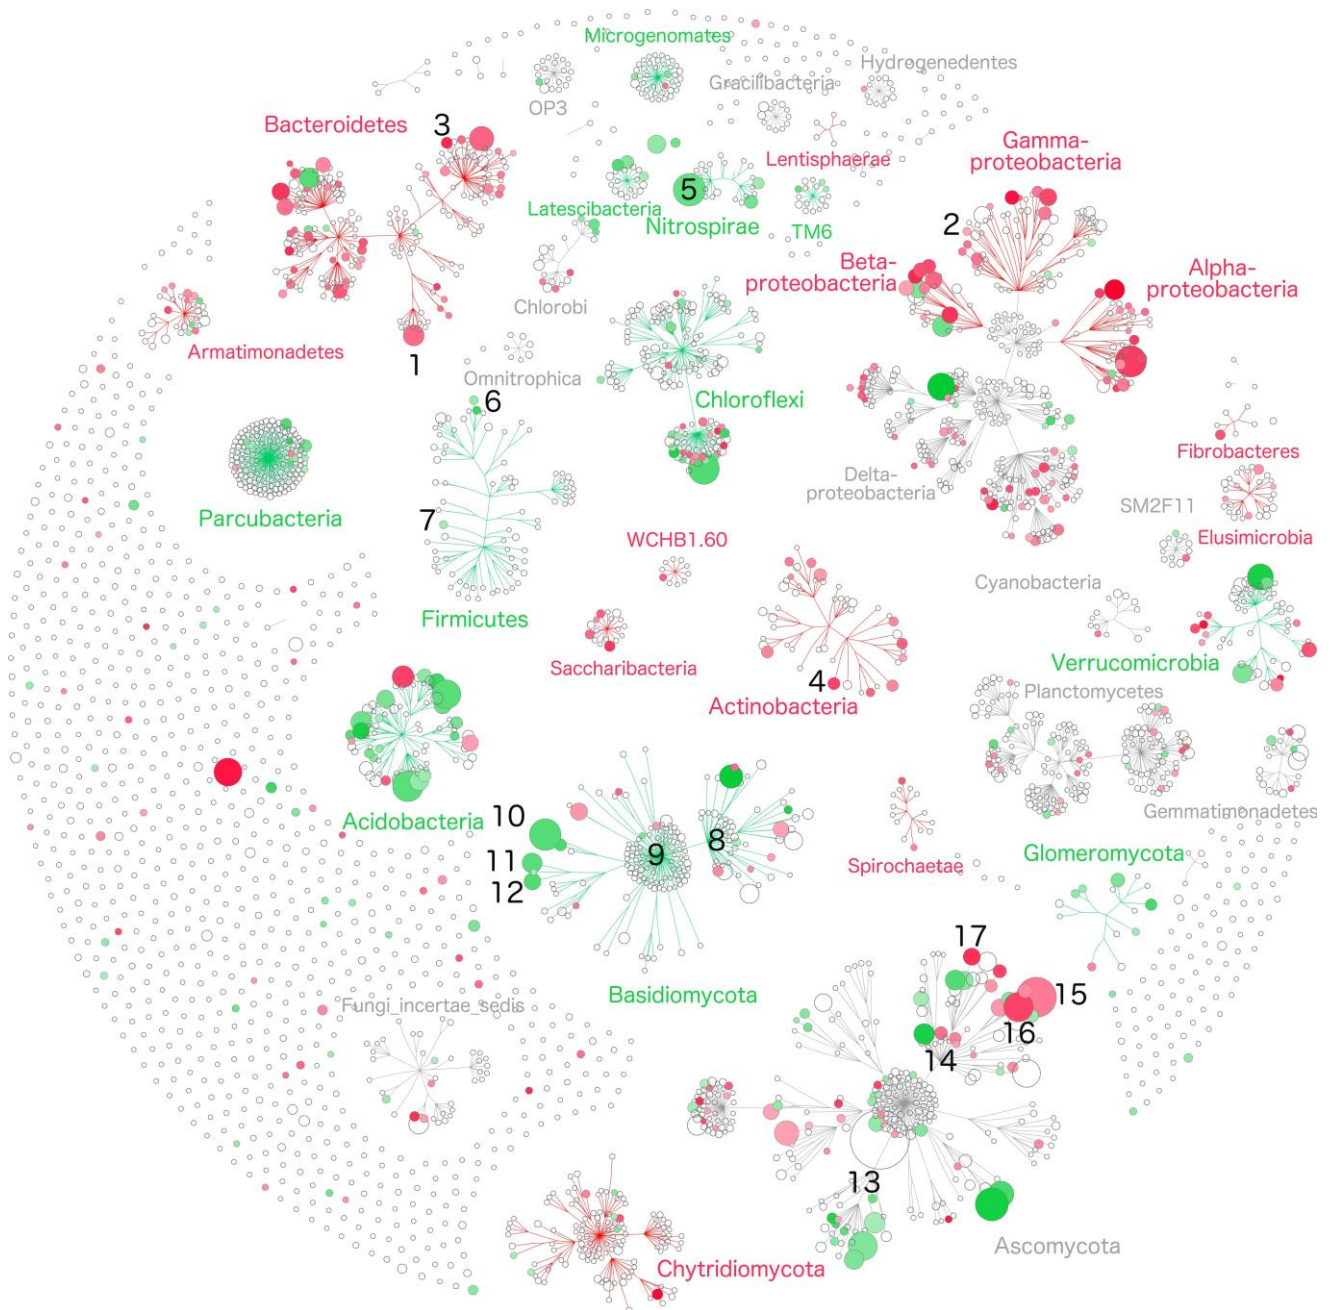 Microgenomates
Hydrogenedentes
Gracilibacteria
OP3
Bacteroidetes
3
Gamma-
proteobacteria
Lentisphaerae
5
Latescibacteria
Nitrospirae
TM6
2
Beta-
proteobacteria
Alpha-
proteobacteria
Chlorobi
Armatimonadetes
1
Omnitrophica
6
Chloroflexi
Fibrobacteres
Delta-
proteobacteria
SM2F11
Parcubacteria
7
WCHB1.60
Elusimicrobia
Cyanobacteria
Firmicutes
Saccharibacteria
Verrucomicrobia
4
Actinobacteria
Planctomycetes
Gemmatimonadetes
Acidobacteria
10
8
9
11
12
Spirochaetae
Glomeromycota
17
Basidiomycota
15
Fungi_incertae_sedis
16
14
13
Ascomycota
Chytridiomycota